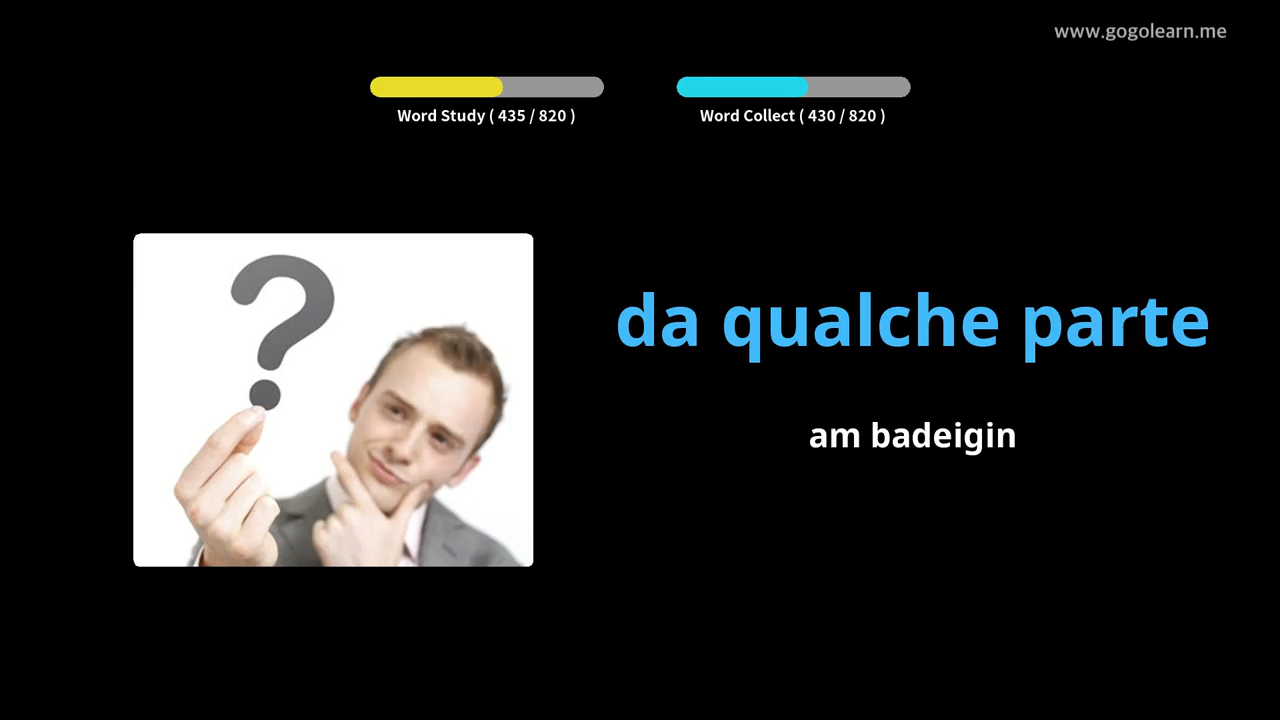 www.gogolearn.me
Word Study ( 435 / 820 )
Word Collect ( 430 / 820 )
da qualche parte
am badeigin